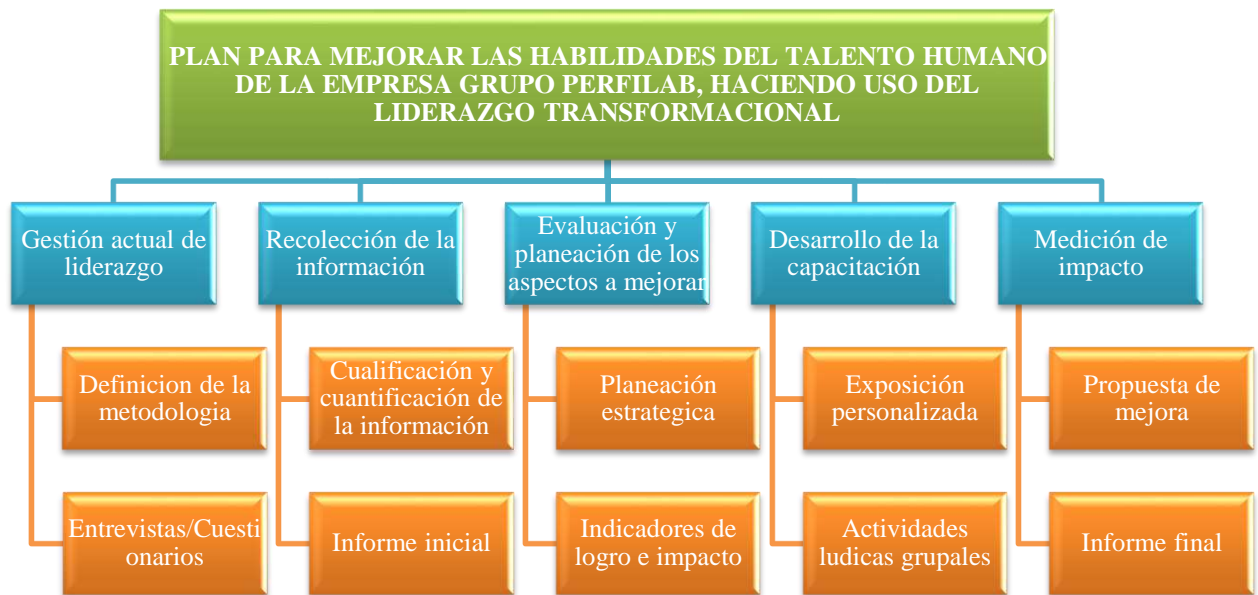 PLAN PARA MEJORAR LAS HABILIDADES DEL TALENTO HUMANO
DE LA EMPRESA GRUPO PERFILAB, HACIENDO USO DEL
LIDERAZGO TRANSFORMACIONAL
Gestión actual de
liderazgo
Recolección de la
información
Evaluación y
planeación de los
aspectos a mejorar
Desarrollo de la
capacitación
Medición de
impacto
Definicion de la
metodologia
Cualificación y
cuantificación de
la información
Planeación
estrategica
Exposición
personalizada
Propuesta de
mejora
Entrevistas/Cuesti
onarios
Informe inicial
Indicadores de
logro e impacto
Actividades
ludicas grupales
Informe final